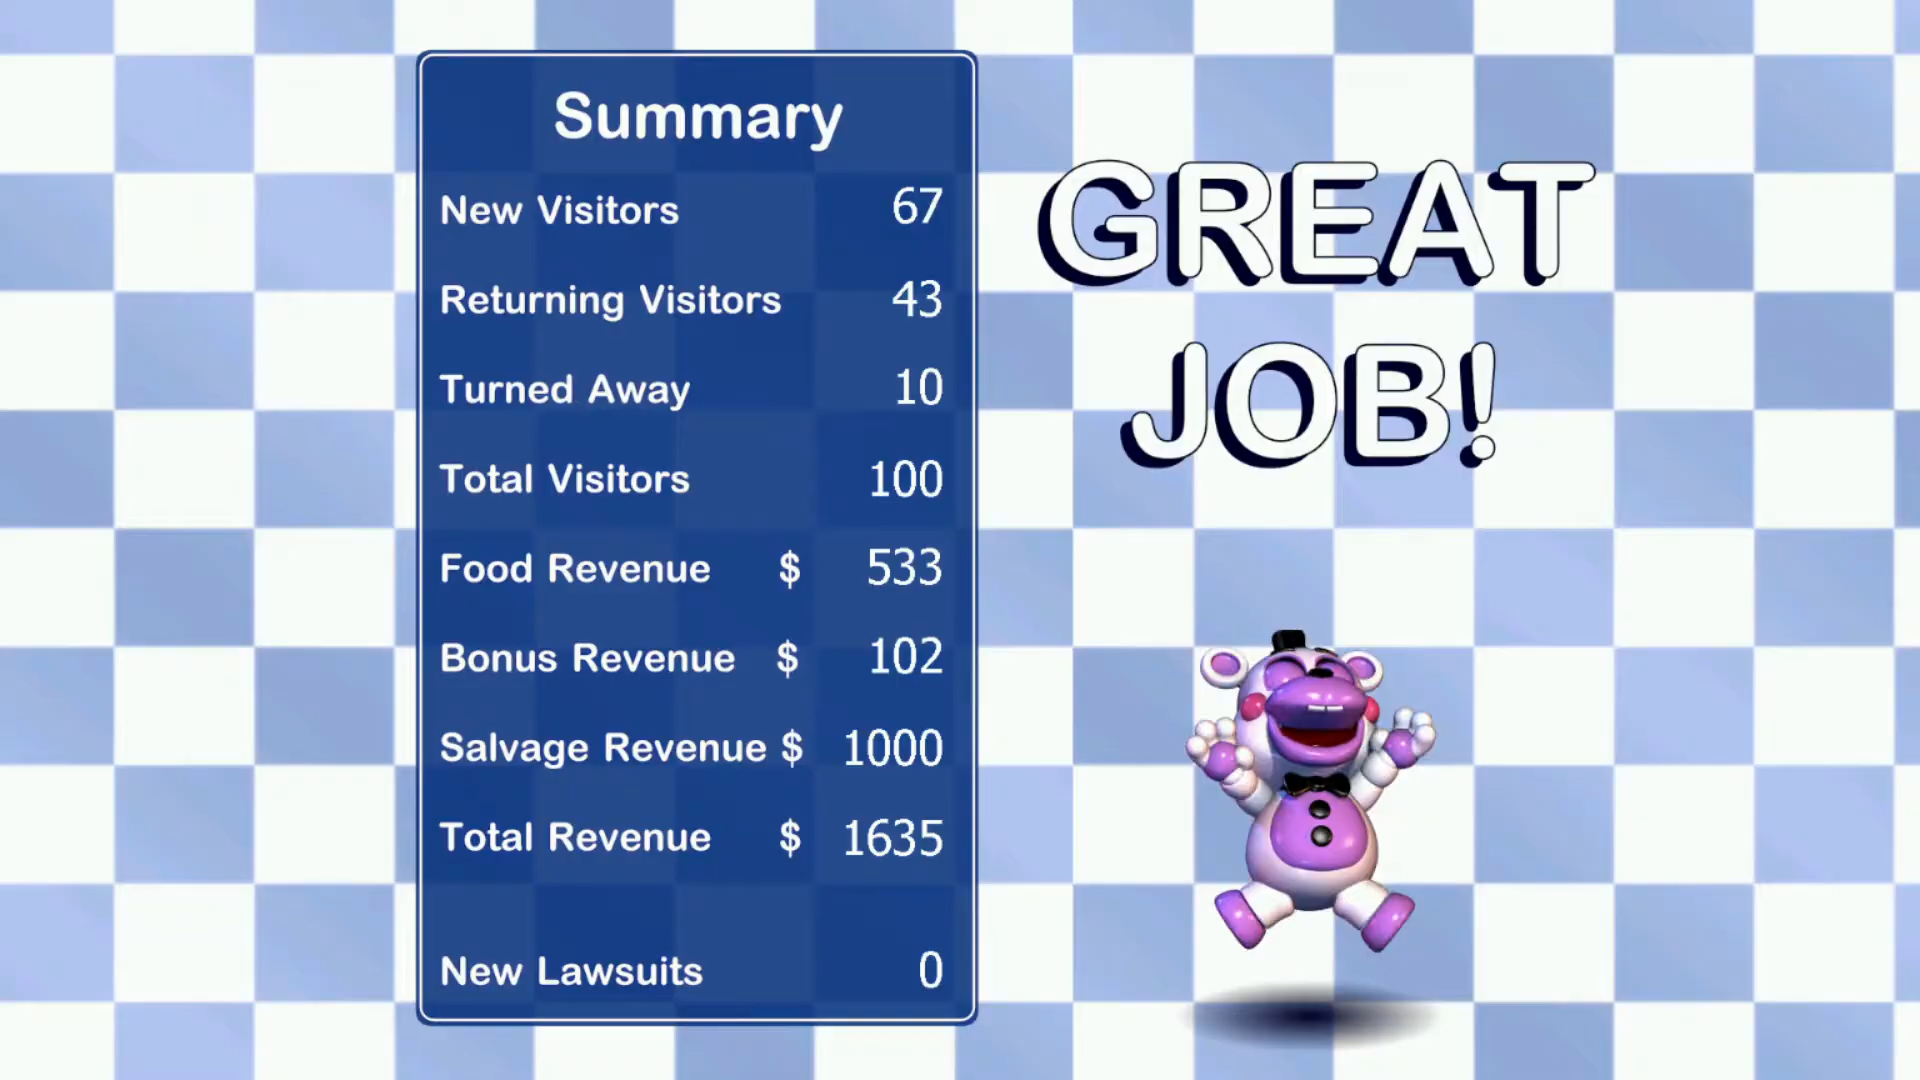 Summary
New Visitors 67
Returning Visitors 43
Turned Away 10
Total Visitors 100
Food Revenue $ 533
Bonus Revenue $ 102
Salvage Revenue $ 1000
Total Revenue $ 1635
New Lawsuits 0
GREAT
JOB!